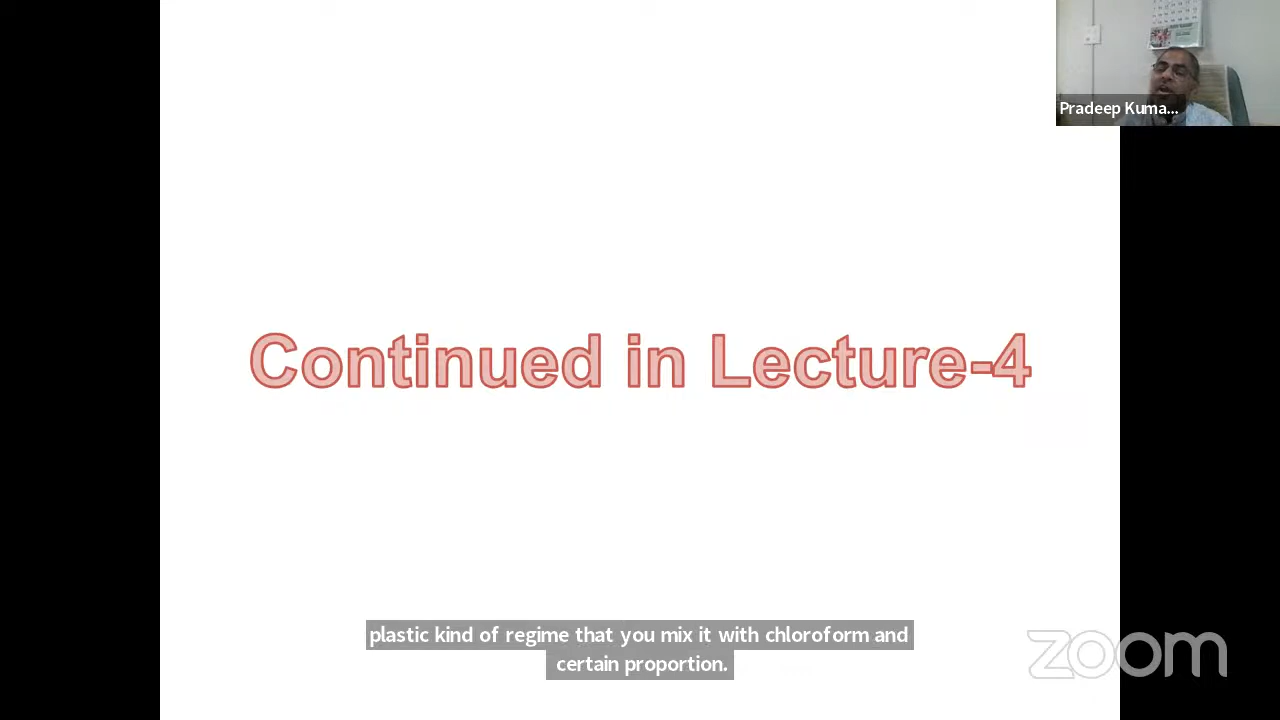 Pradeep Kuma...
Continued in Lecture-4
plastic kind of regime that you mix it with chloroform and
certain proportion.
zoom